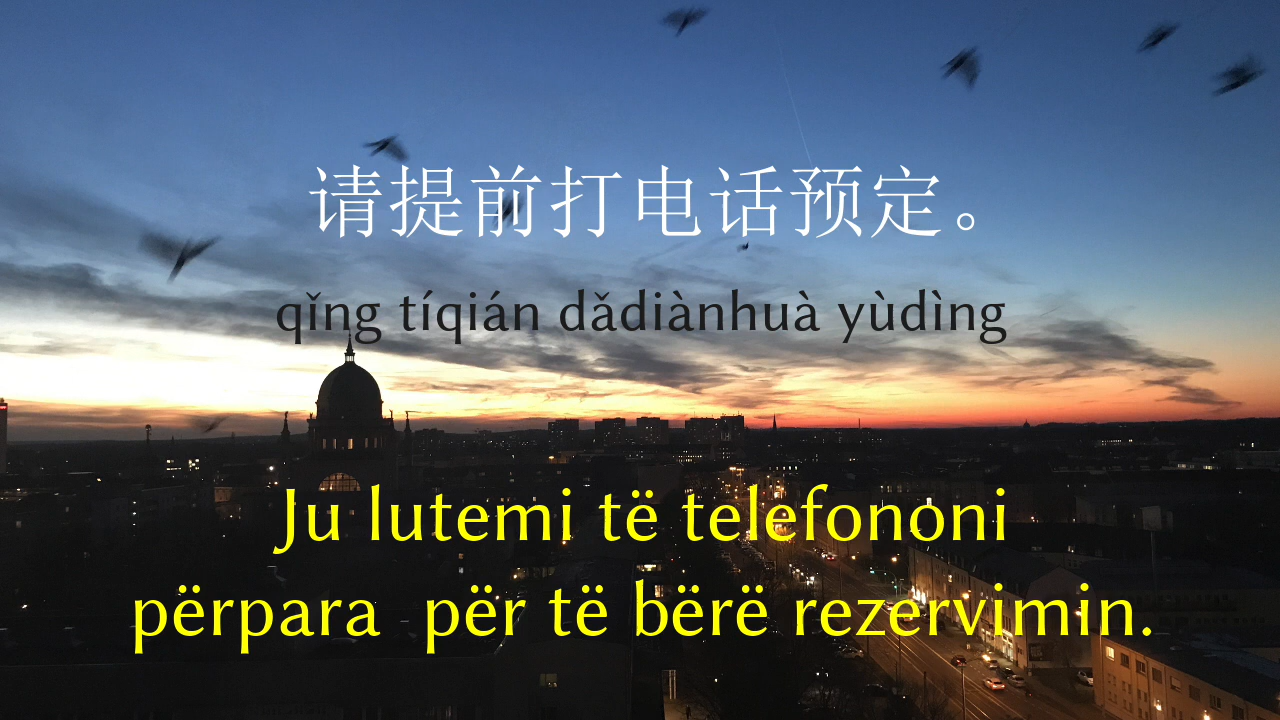 请提前打电话预定。
qǐng tíqián dǎdiànhuà yùdìng
Ju lutemi të telefononi
përpara  për të bërë rezervimin.